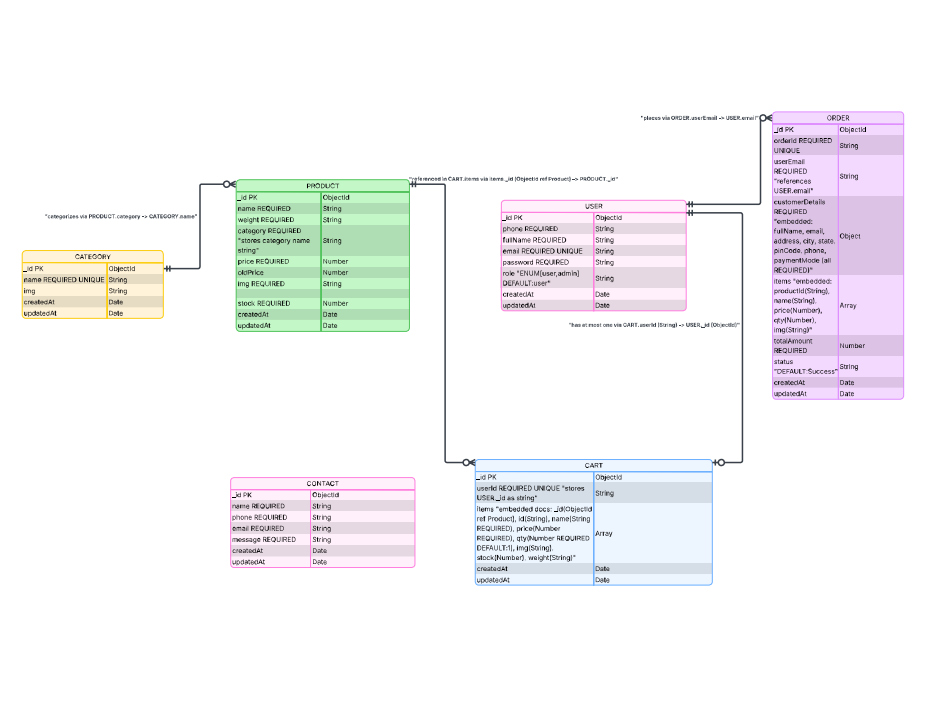 "places via ORDER.userEmail -> USER.email"
ORDER
_id PK ObjectId
orderId REQUIRED
UNIQUE
String
userEmail
REQUIRED
"references
USER.email"
String
customerDetails
REQUIRED
"embedded:
fullName, email,
address, city, state,
pinCode, phone,
paymentMode (all
REQUIRED)"
Object
items "embedded:
productId(String),
name(String),
price(Number),
qty(Number),
img(String)"
Array
totalAmount
REQUIRED
Number
status
"DEFAULT:Success"
String
createdAt Date
updatedAt Date
"referenced in CART.items via items._id (ObjectId ref Product) -> PRODUCT._id"
PRODUCT
_id PK ObjectId
name REQUIRED String
weight REQUIRED String
category REQUIRED
"stores category name
string"
String
price REQUIRED Number
oldPrice Number
img REQUIRED String
stock REQUIRED Number
createdAt Date
updatedAt Date
USER
_id PK ObjectId
phone REQUIRED String
fullName REQUIRED String
email REQUIRED UNIQUE String
password REQUIRED String
role "ENUM[user,admin]
DEFAULT:user"
String
createdAt Date
updatedAt Date
"categorizes via PRODUCT.category -> CATEGORY.name"
CATEGORY
_id PK ObjectId
name REQUIRED UNIQUE String
img String
createdAt Date
updatedAt Date
"has at most one via CART.userId (String) -> USER._id (ObjectId)"
CART
_id PK ObjectId
userId REQUIRED UNIQUE "stores
USER._id as string"
String
items "embedded docs: _id(ObjectId
ref Product), id(String), name(String
REQUIRED), price(Number
REQUIRED), qty(Number REQUIRED
DEFAULT:1), img(String),
stock(Number), weight(String)"
Array
createdAt Date
updatedAt Date
CONTACT
_id PK ObjectId
name REQUIRED String
phone REQUIRED String
email REQUIRED String
message REQUIRED String
createdAt Date
updatedAt Date